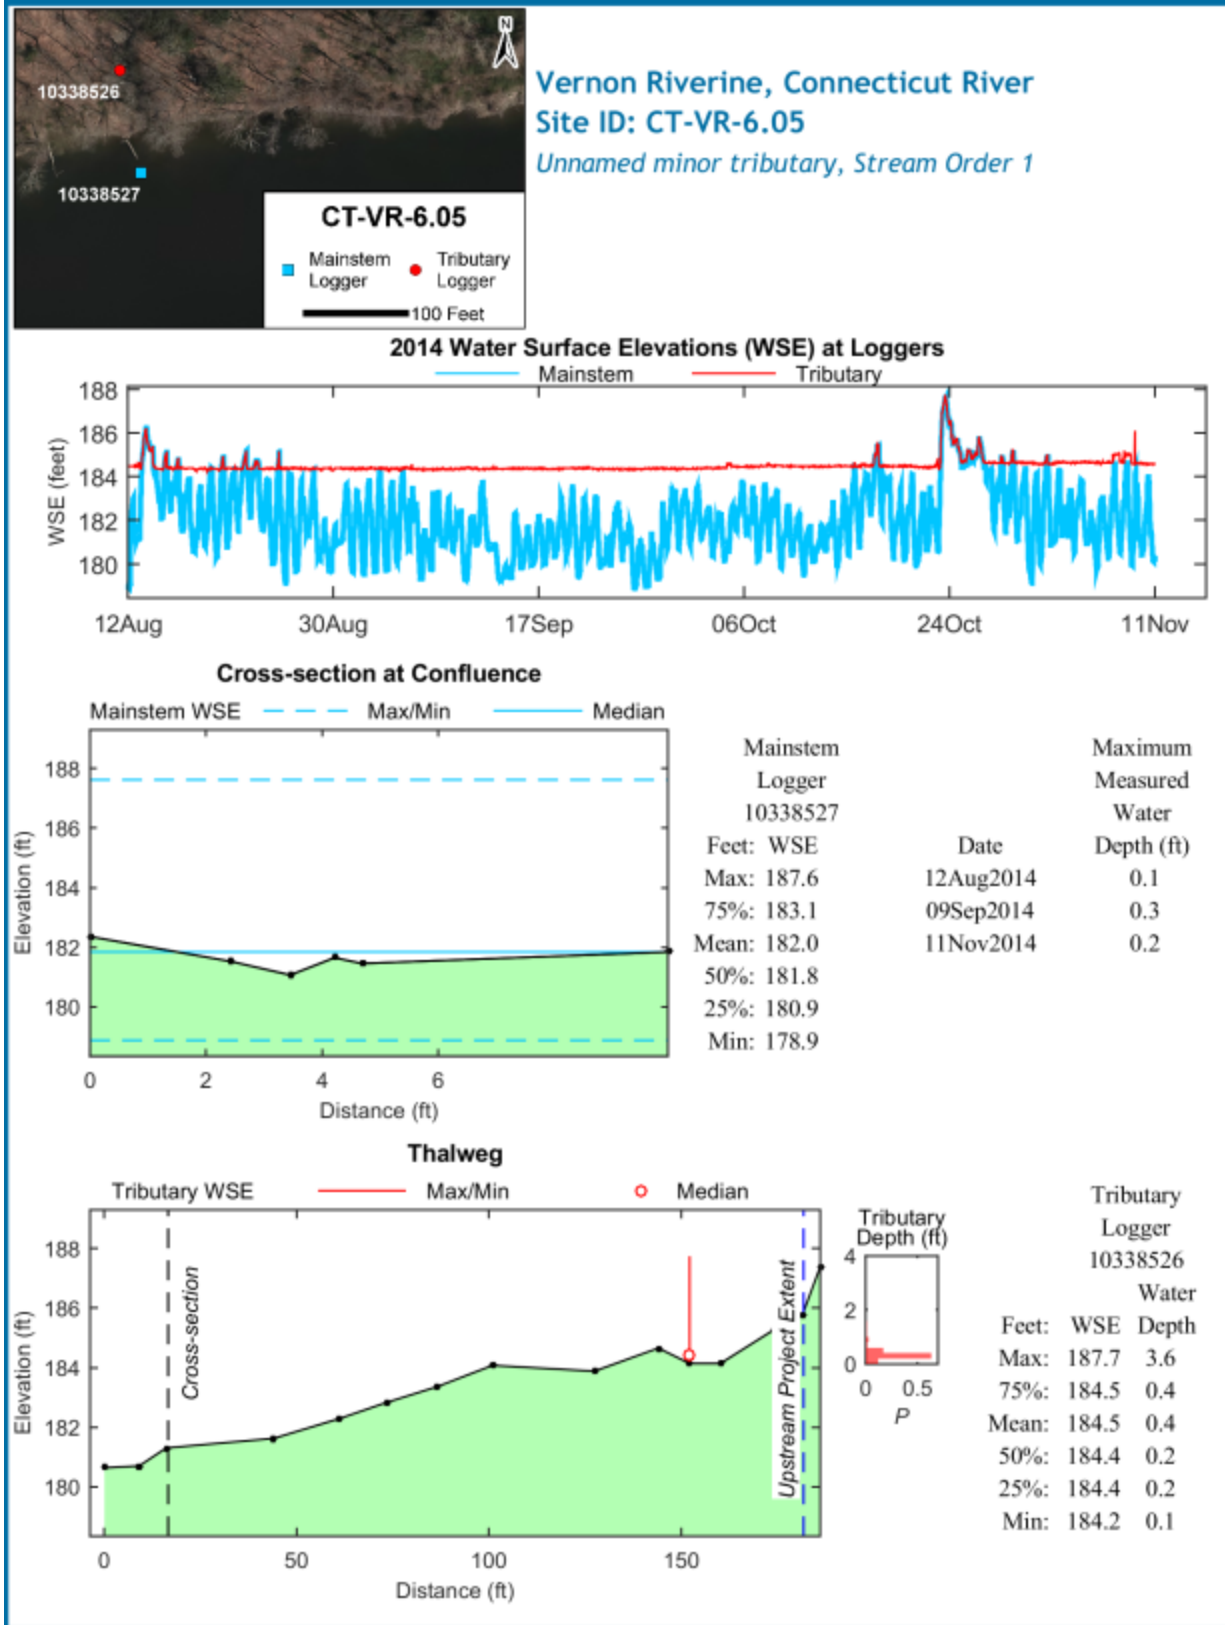 N
10338526
10338527
CT-VR-6.05
Mainstem Logger
Tributary Logger
100 Feet
Vernon Riverine, Connecticut River
Site ID: CT-VR-6.05
Unnamed minor tributary, Stream Order 1
2014 Water Surface Elevations (WSE) at Loggers
Mainstem Tributary
WSE (feet)
188
186
184
182
180
12Aug 30Aug 17Sep 06Oct 24Oct 11Nov
Cross-section at Confluence
Mainstem WSE Max/Min Median
Elevation (ft)
188
186
184
182
180
0 2 4 6
Distance (ft)
Mainstem
Logger
10338527
Feet: WSE
Max: 187.6
75%: 183.1
Mean: 182.0
50%: 181.8
25%: 180.9
Min: 178.9
Maximum
Measured
Water
Date Depth (ft)
12Aug2014 0.1
09Sep2014 0.3
11Nov2014 0.2
Thalweg
Tributary WSE Max/Min Median
Elevation (ft)
188
186
184
182
180
Cross-section
Upstream Project Extent
0 50 100 150
Distance (ft)
Tributary
Depth (ft)
4
2
0
0 0.5
P
Tributary
Logger
10338526
Water
Feet: WSE Depth
Max: 187.7 3.6
75%: 184.5 0.4
Mean: 184.5 0.4
50%: 184.4 0.2
25%: 184.4 0.2
Min: 184.2 0.1